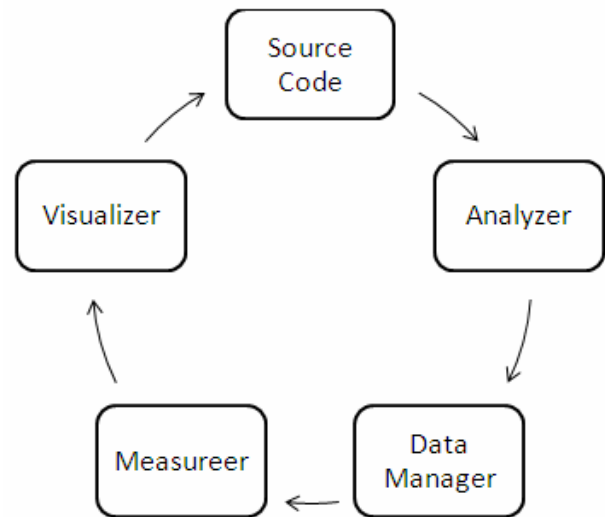 Source
Code
Analyzer
Data
Manager
Measureer
Visualizer